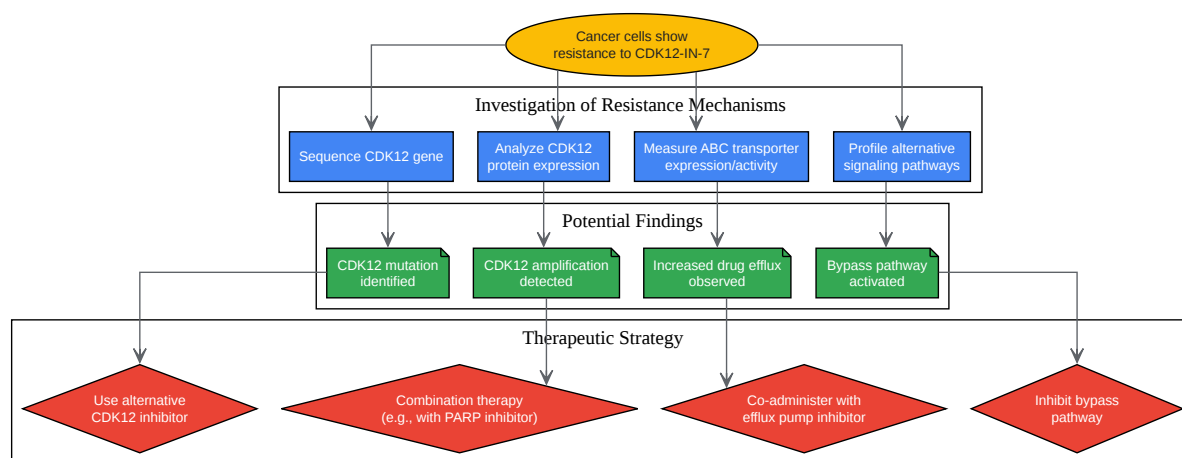 Cancer cells show
resistance to CDK12-IN-7
Investigation of Resistance Mechanisms
Sequence CDK12 gene
Analyze CDK12
protein expression
Measure ABC transporter
expression/activity
Profile alternative
signaling pathways
Potential Findings
CDK12 mutation
identified
CDK12 amplification
detected
Increased drug efflux
observed
Bypass pathway
activated
Therapeutic Strategy
Use alternative
CDK12 inhibitor
Combination therapy
(e.g., with PARP inhibitor)
Co-administer with
efflux pump inhibitor
Inhibit bypass
pathway